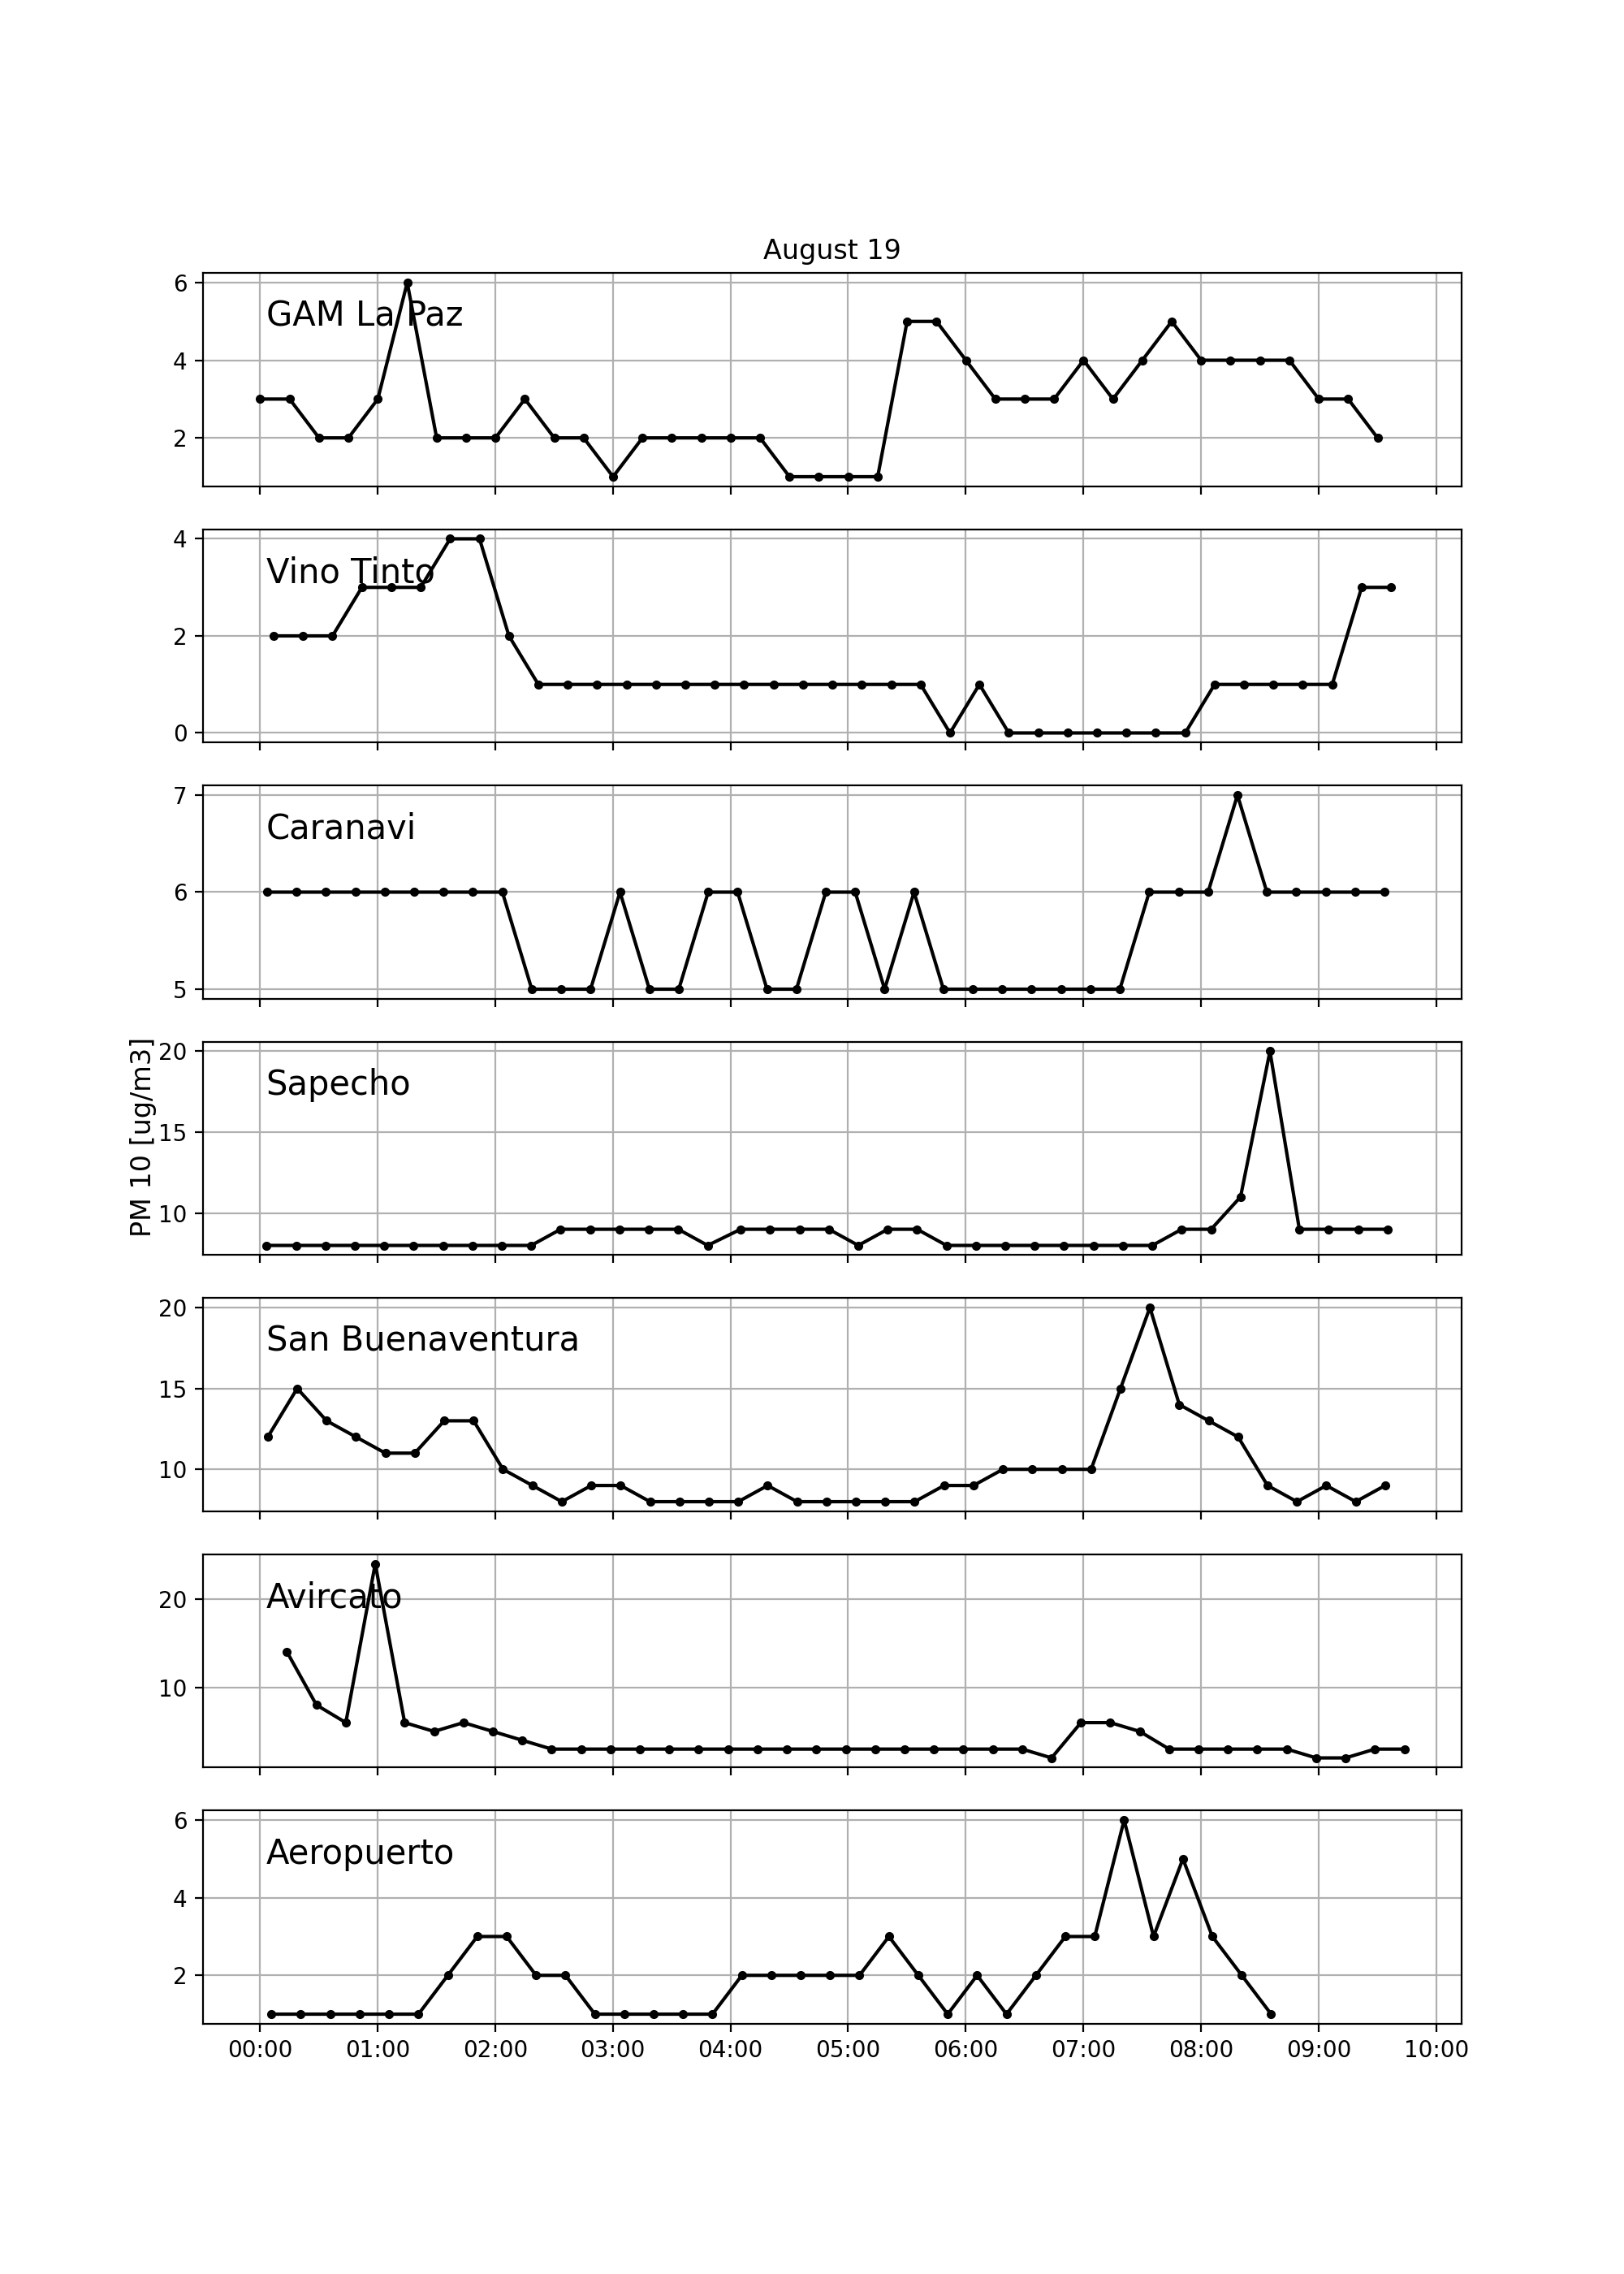 August 19
6
GAM La Paz
4
2
4
Vino Tinto
2
0
7
Caranavi
6
5
PM 10 [ug/m3]
20
Sapecho
15
10
20
San Buenaventura
15
10
Avircato
20
10
6
Aeropuerto
4
2
00:00 01:00 02:00 03:00 04:00 05:00 06:00 07:00 08:00 09:00 10:00